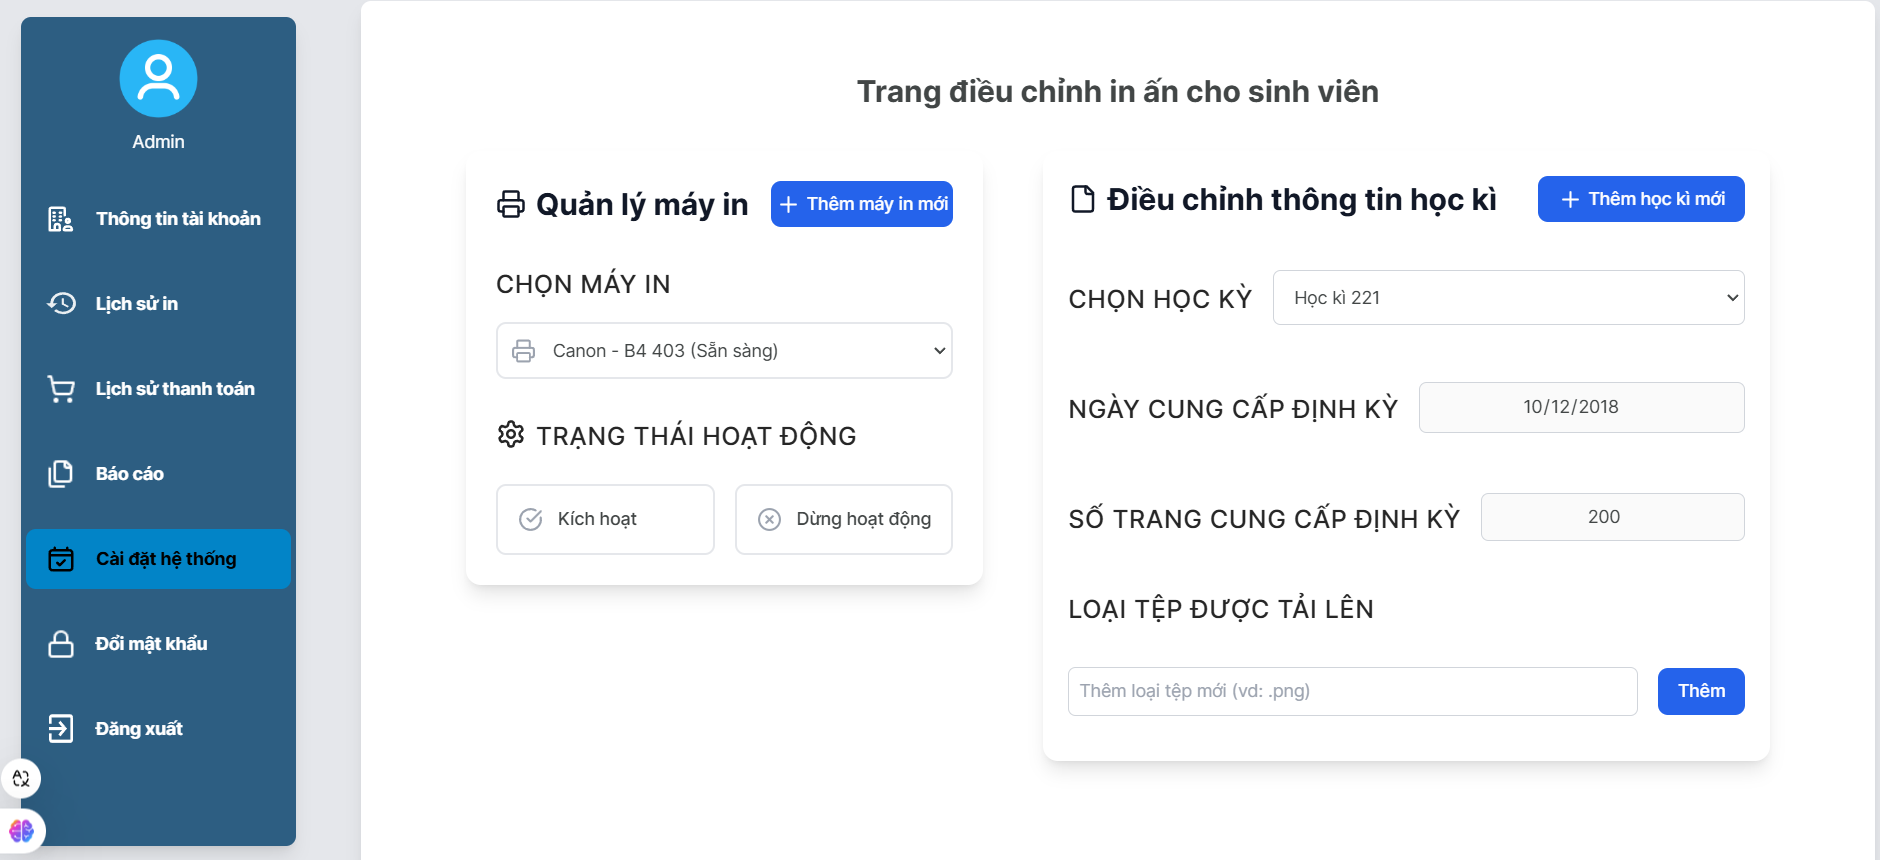 Admin
Thông tin tài khoản
Lịch sử in
Lịch sử thanh toán
Báo cáo
Cài đặt hệ thống
Đổi mật khẩu
Đăng xuất
Trang điều chỉnh in ấn cho sinh viên
Quản lý máy in
Thêm máy in mới
CHỌN MÁY IN
Canon - B4 403 (Sẵn sàng)
TRẠNG THÁI HOẠT ĐỘNG
Kích hoạt
Dừng hoạt động
Điều chỉnh thông tin học kì
Thêm học kì mới
CHỌN HỌC KỲ
Học kì 221
NGÀY CUNG CẤP ĐỊNH KỲ
10/12/2018
SỐ TRANG CUNG CẤP ĐỊNH KỲ
200
LOẠI TỆP ĐƯỢC TẢI LÊN
Thêm loại tệp mới (vd: .png)
Thêm